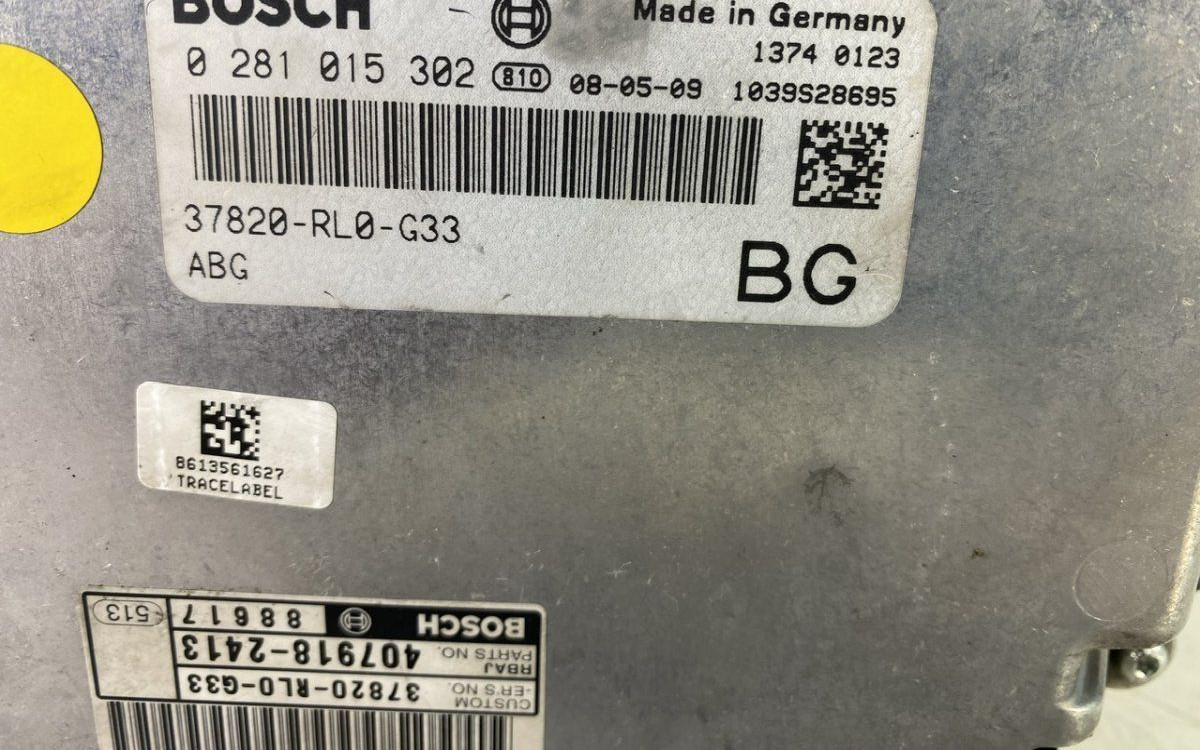 BOSCH
Made in Germany
1374 0123
0 281 015 302 810 08-05-09 1039S28695
37820-RL0-G33
ABG
BG
8613561627
TRACELABEL
BOSCH 88617 513
RBAJ PARTS NO. 407918-2413
CUSTOM -ER'S NO. 37820-RL0-G33